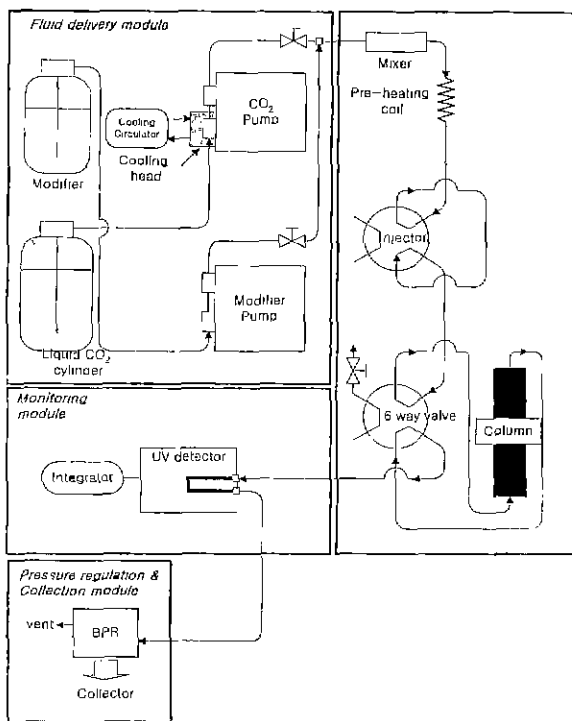 Fluid delivery module
CO2
Pump
Cooling
Circulator
Cooling
head
Modifier
Modifier
Pump
Liquid CO2
cylinder
Mixer
Pre-heating
coil
Injector
6 way valve
Column
Monitoring
module
UV detector
Integrator
Pressure regulation &
Collection module
vent
BPR
Collector